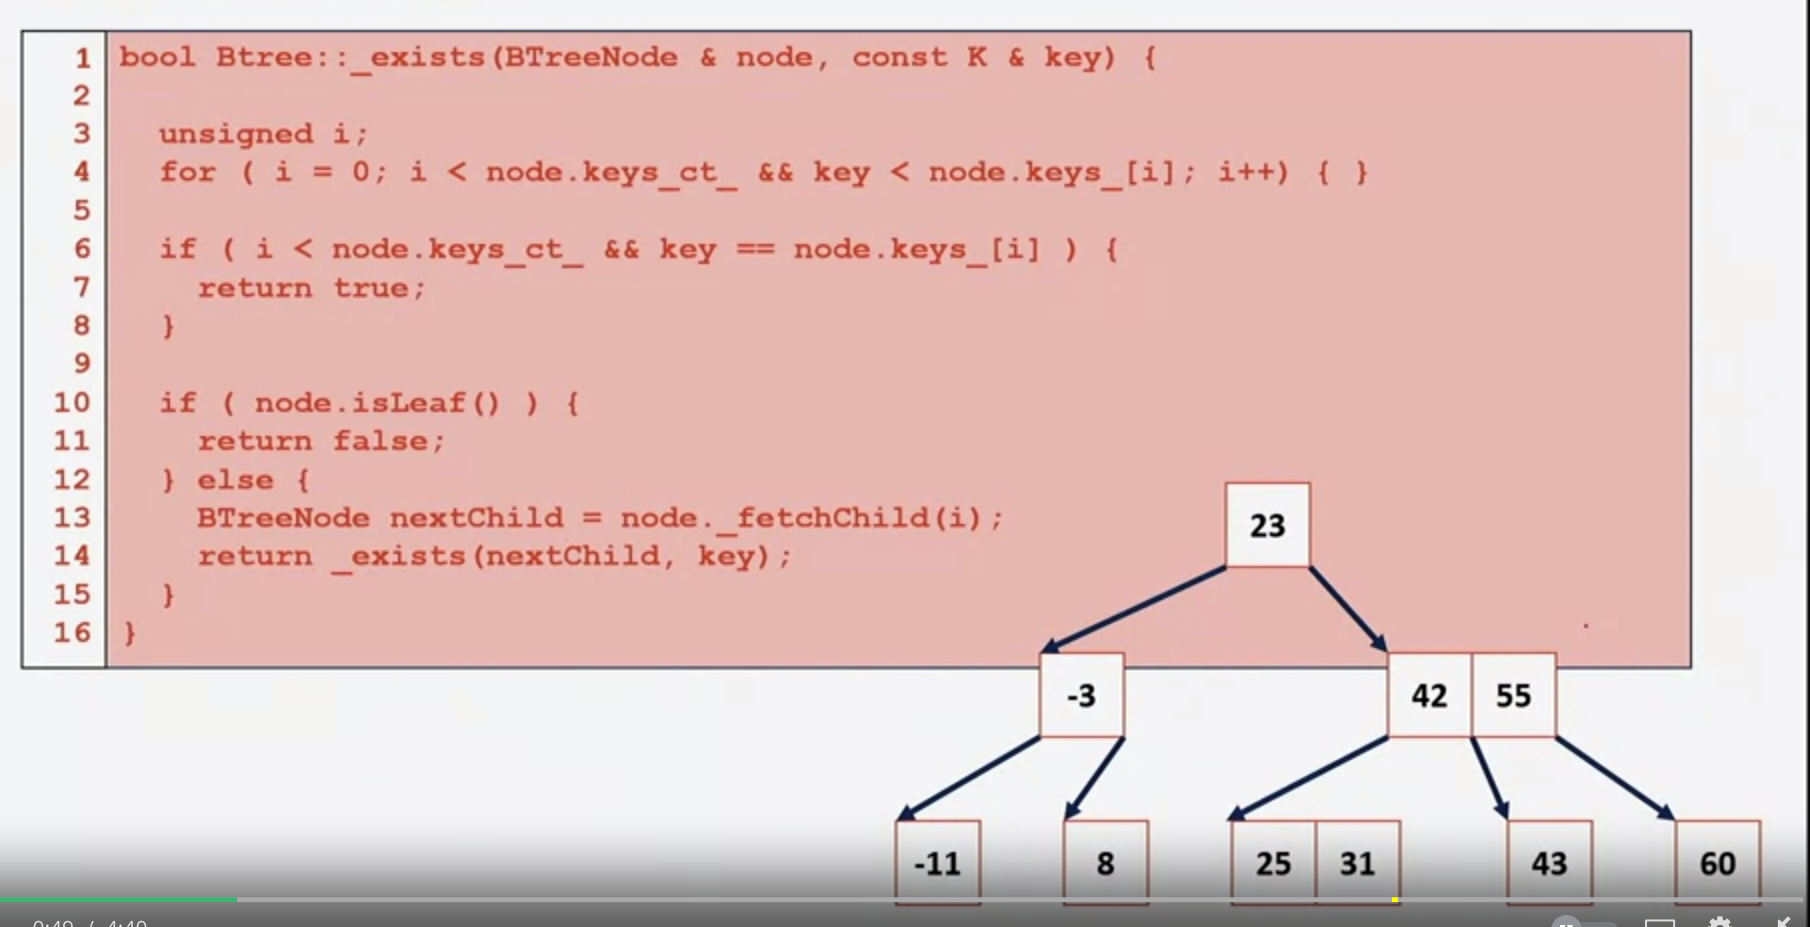 1 bool Btree::_exists(BTreeNode & node, const K & key) {
2
3 unsigned i;
4 for ( i = 0; i < node.keys_ct_ && key < node.keys_[i]; i++) { }
5
6 if ( i < node.keys_ct_ && key == node.keys_[i] ) {
7 return true;
8 }
9
10 if ( node.isLeaf() ) {
11 return false;
12 } else {
13 BTreeNode nextChild = node._fetchChild(i);
14 return _exists(nextChild, key);
15 }
16 }
23
-3 42 55
-11 8 25 31 43 60